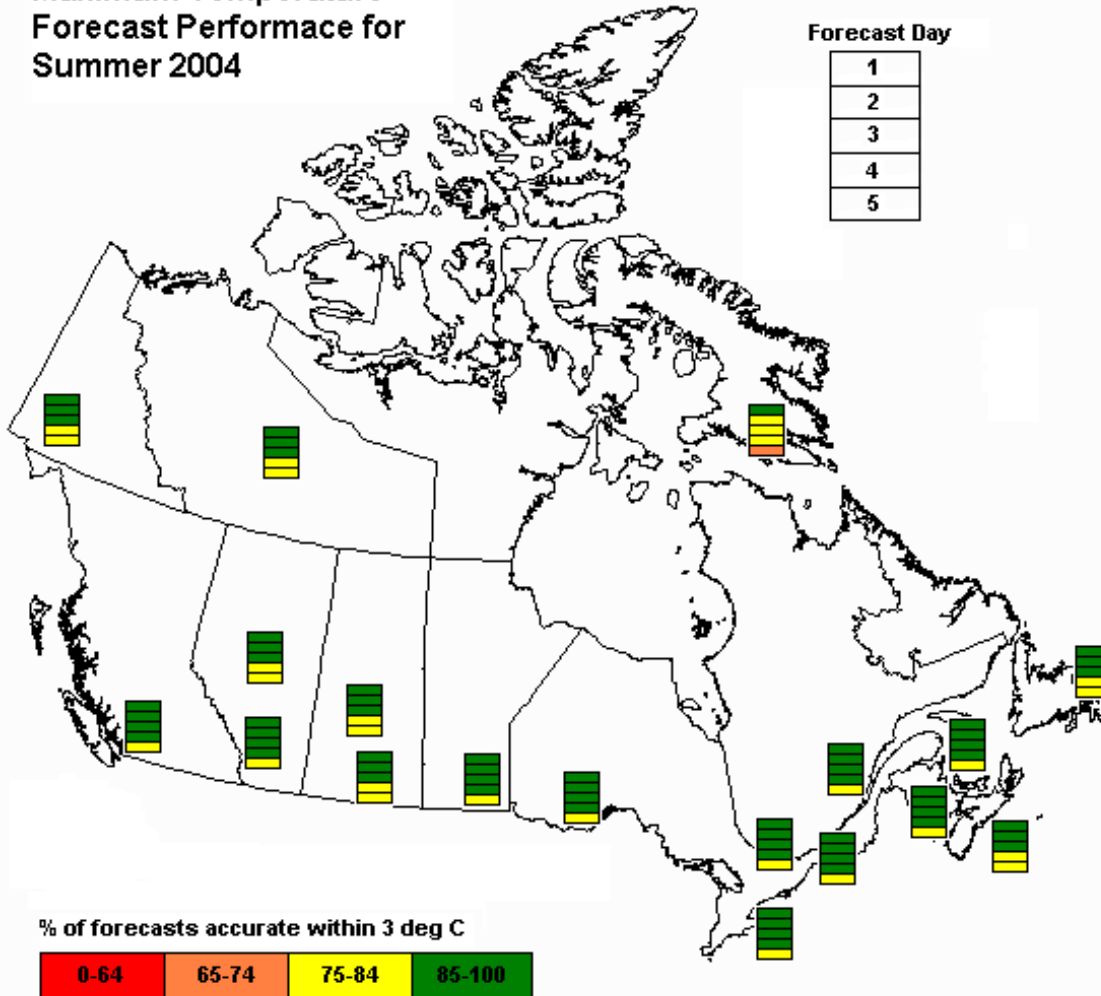 Forecast Performace for
Summer 2004
Forecast Day
1
2
3
4
5
% of forecasts accurate within 3 deg C
0-64
65-74
75-84
85-100